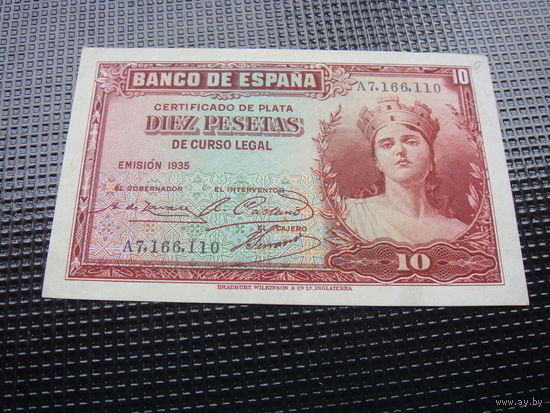 BANCO DE ESPAÑA
10
A7,166,110
CERTIFICADO DE PLATA
DIEZ PESETAS
DE CURSO LEGAL
EMISIÓN 1935
EL GOBERNADOR EL INTERVENTOR
EL CAJERO
A7,166,110
10
BRADBURY, WILKINSON & Cº Lº, INGLATERRA.
www.ay.by